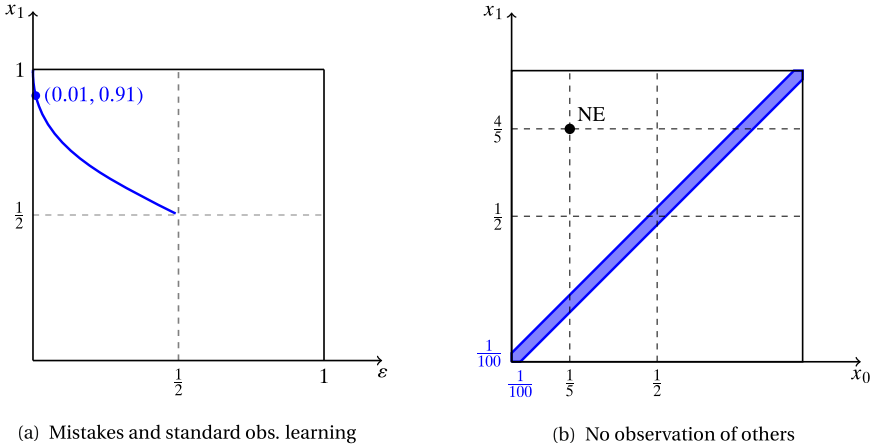 x₁
1
(0.01, 0.91)
1/2
1/2
1
ε
(a) Mistakes and standard obs. learning
x₁
NE
4/5
1/2
1/100
1/100
1/5
1/2
x₀
(b) No observation of others